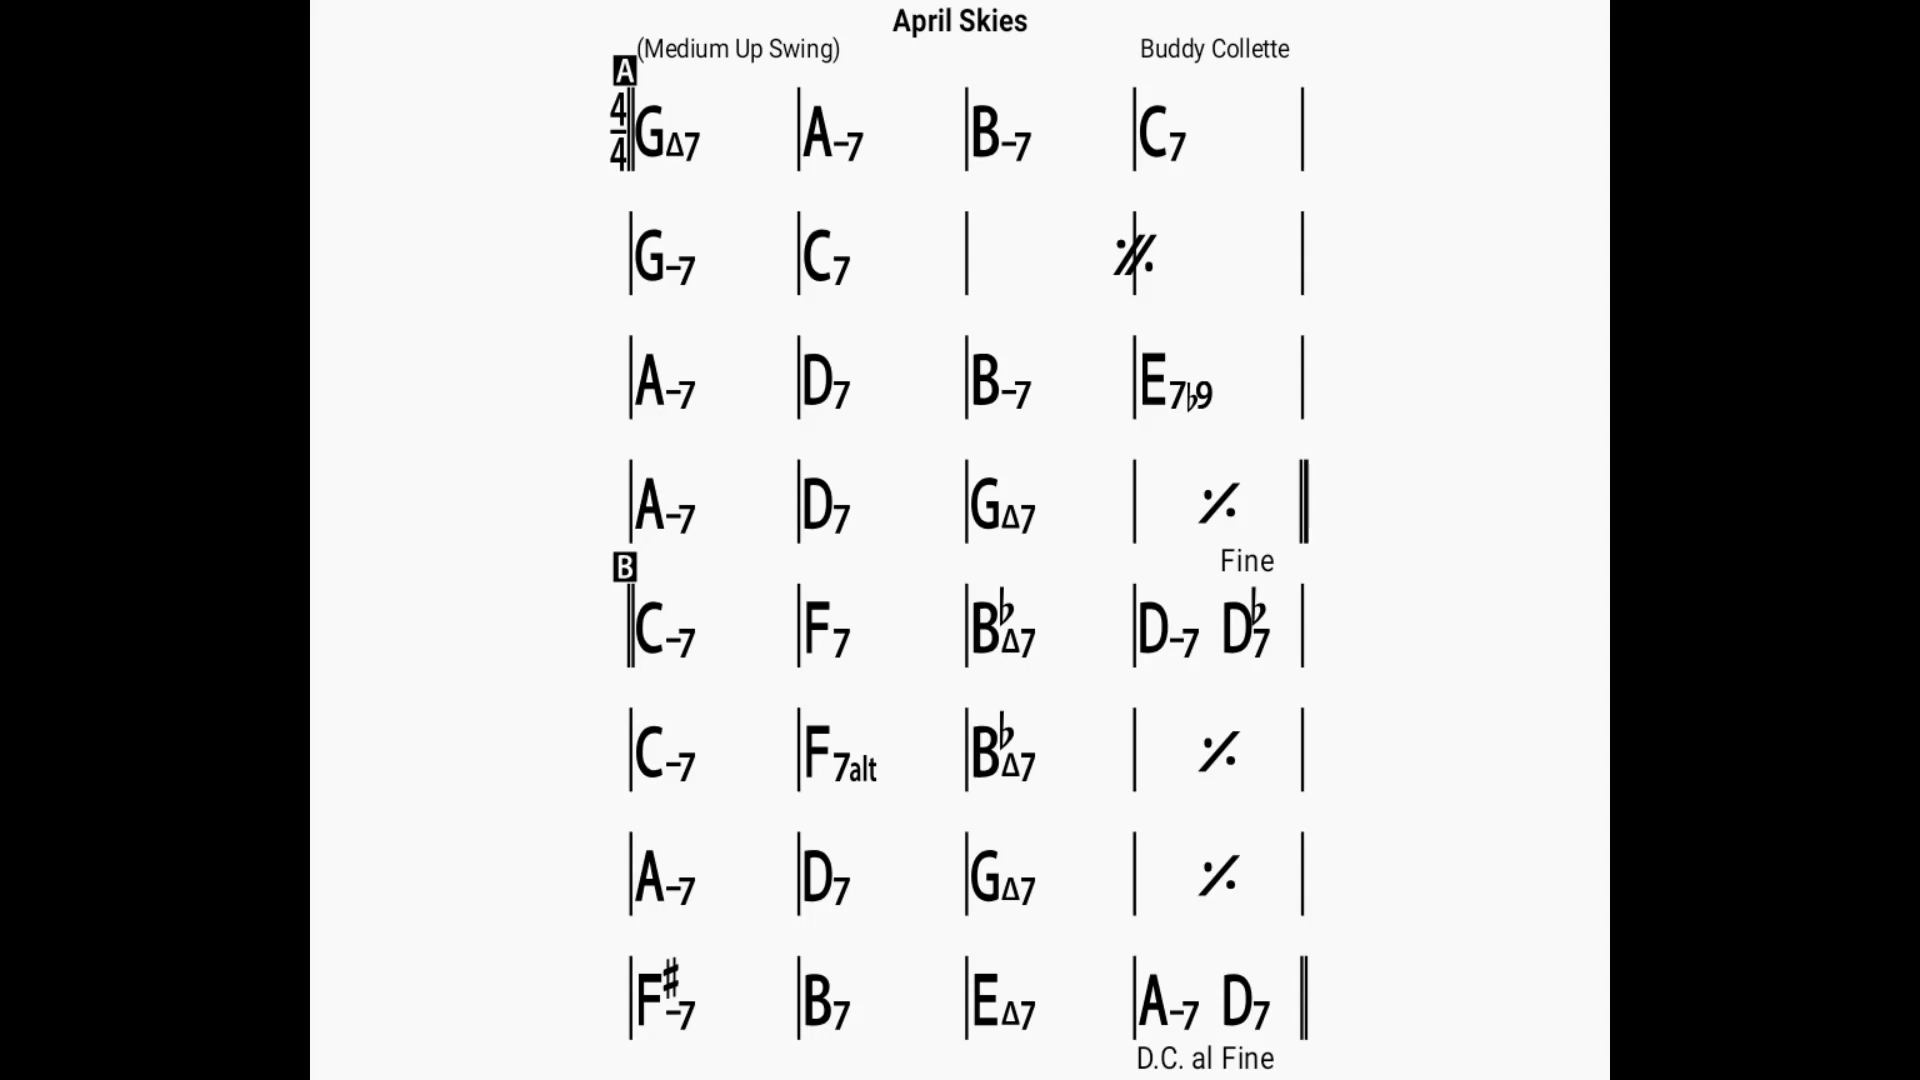 April Skies
(Medium Up Swing) Buddy Collette
A
4/4 GΔ7 A-7 B-7 C7
G-7 C7 𝄏
A-7 D7 B-7 E7♭9
A-7 D7 GΔ7 𝄎
Fine
B
C-7 F7 B♭Δ7 D-7 D♭7
C-7 F7alt B♭Δ7 𝄎
A-7 D7 GΔ7 𝄎
F♯-7 B7 EΔ7 A-7 D7
D.C. al Fine